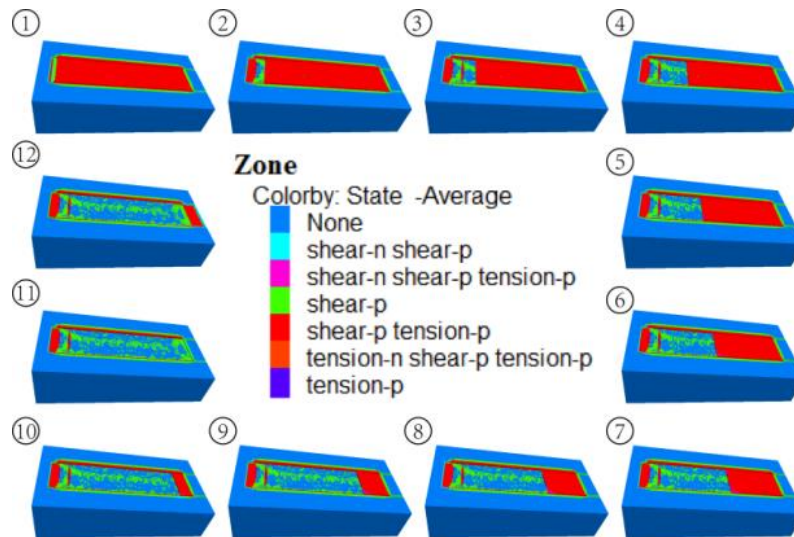 ① ② ③ ④
⑫ ⑤
Zone
Colorby: State -Average
None
shear-n shear-p
shear-n shear-p tension-p
shear-p
shear-p tension-p
tension-n shear-p tension-p
tension-p
⑪ ⑥
⑩ ⑨ ⑧ ⑦